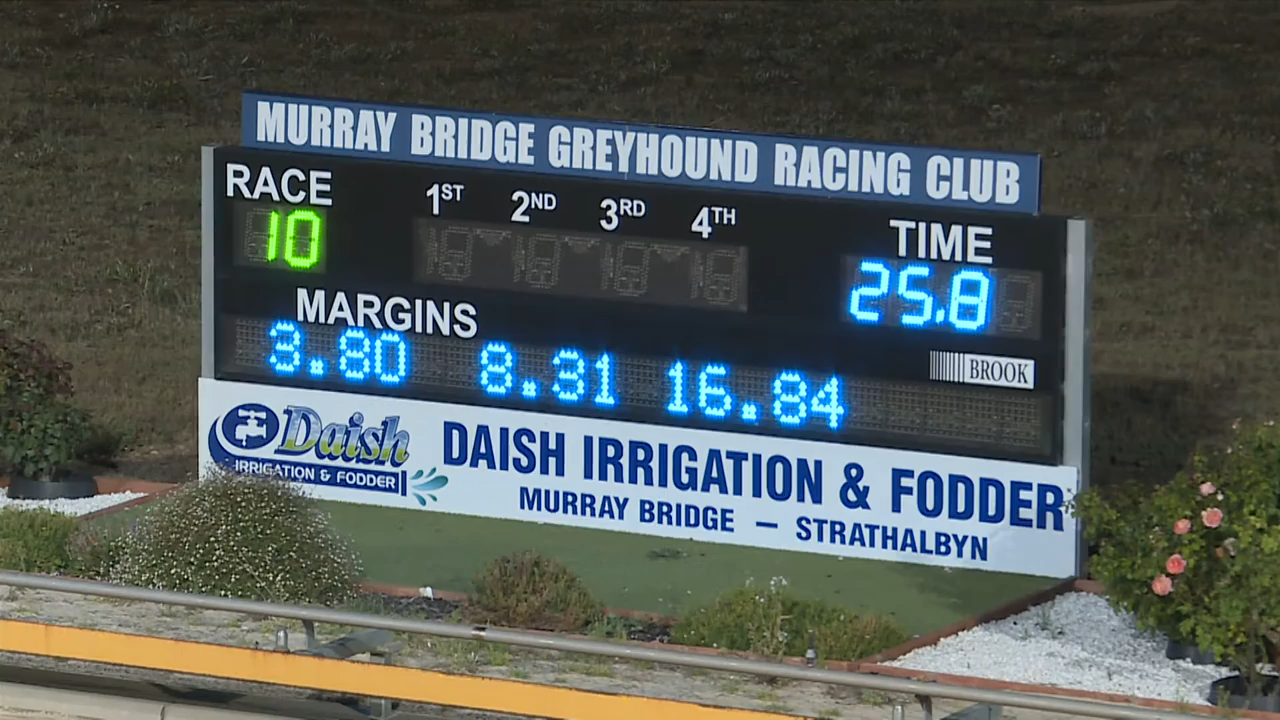 MURRAY BRIDGE GREYHOUND RACING CLUB
RACE 1ST 2ND 3RD 4TH TIME
10 25.8
MARGINS
3.80 8.31 16.84
BROOK
Daish
IRRIGATION & FODDER
DAISH IRRIGATION & FODDER
MURRAY BRIDGE – STRATHALBYN